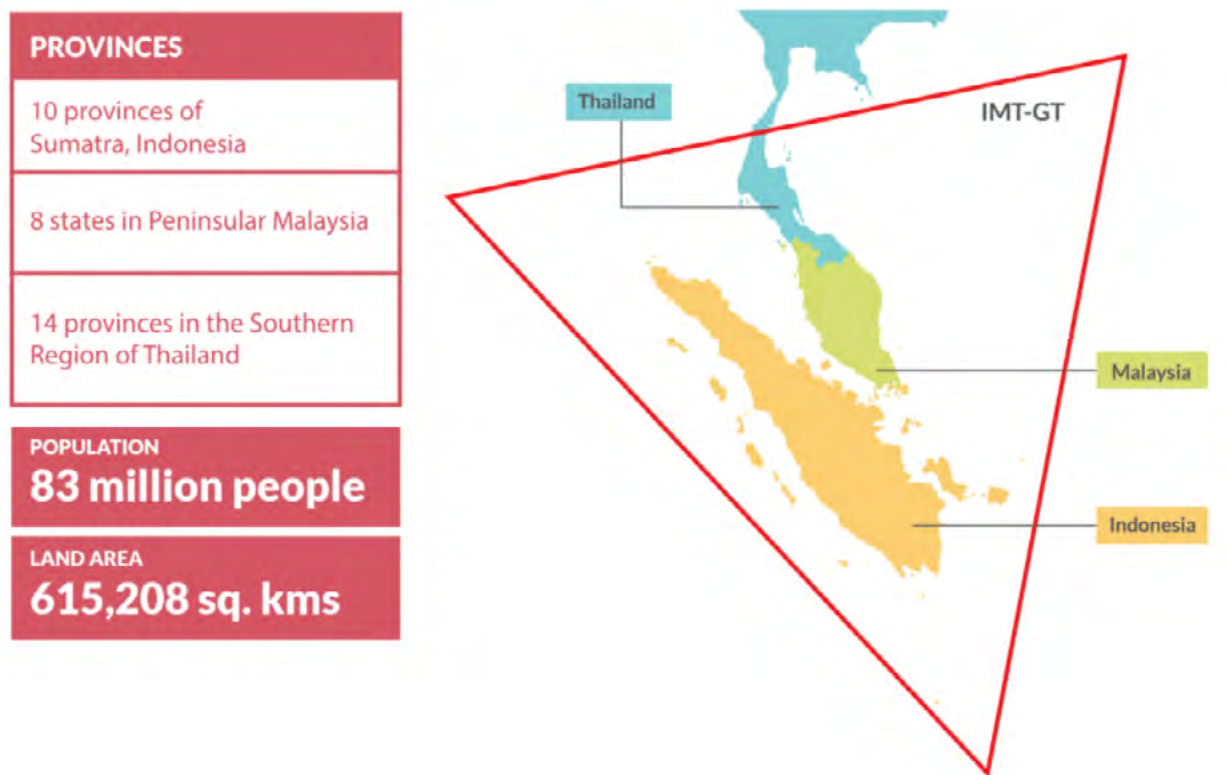 PROVINCES
10 provinces of
Sumatra, Indonesia
8 states in Peninsular Malaysia
14 provinces in the Southern
Region of Thailand
POPULATION
83 million people
LAND AREA
615,208 sq. kms
Thailand
IMT-GT
Malaysia
Indonesia